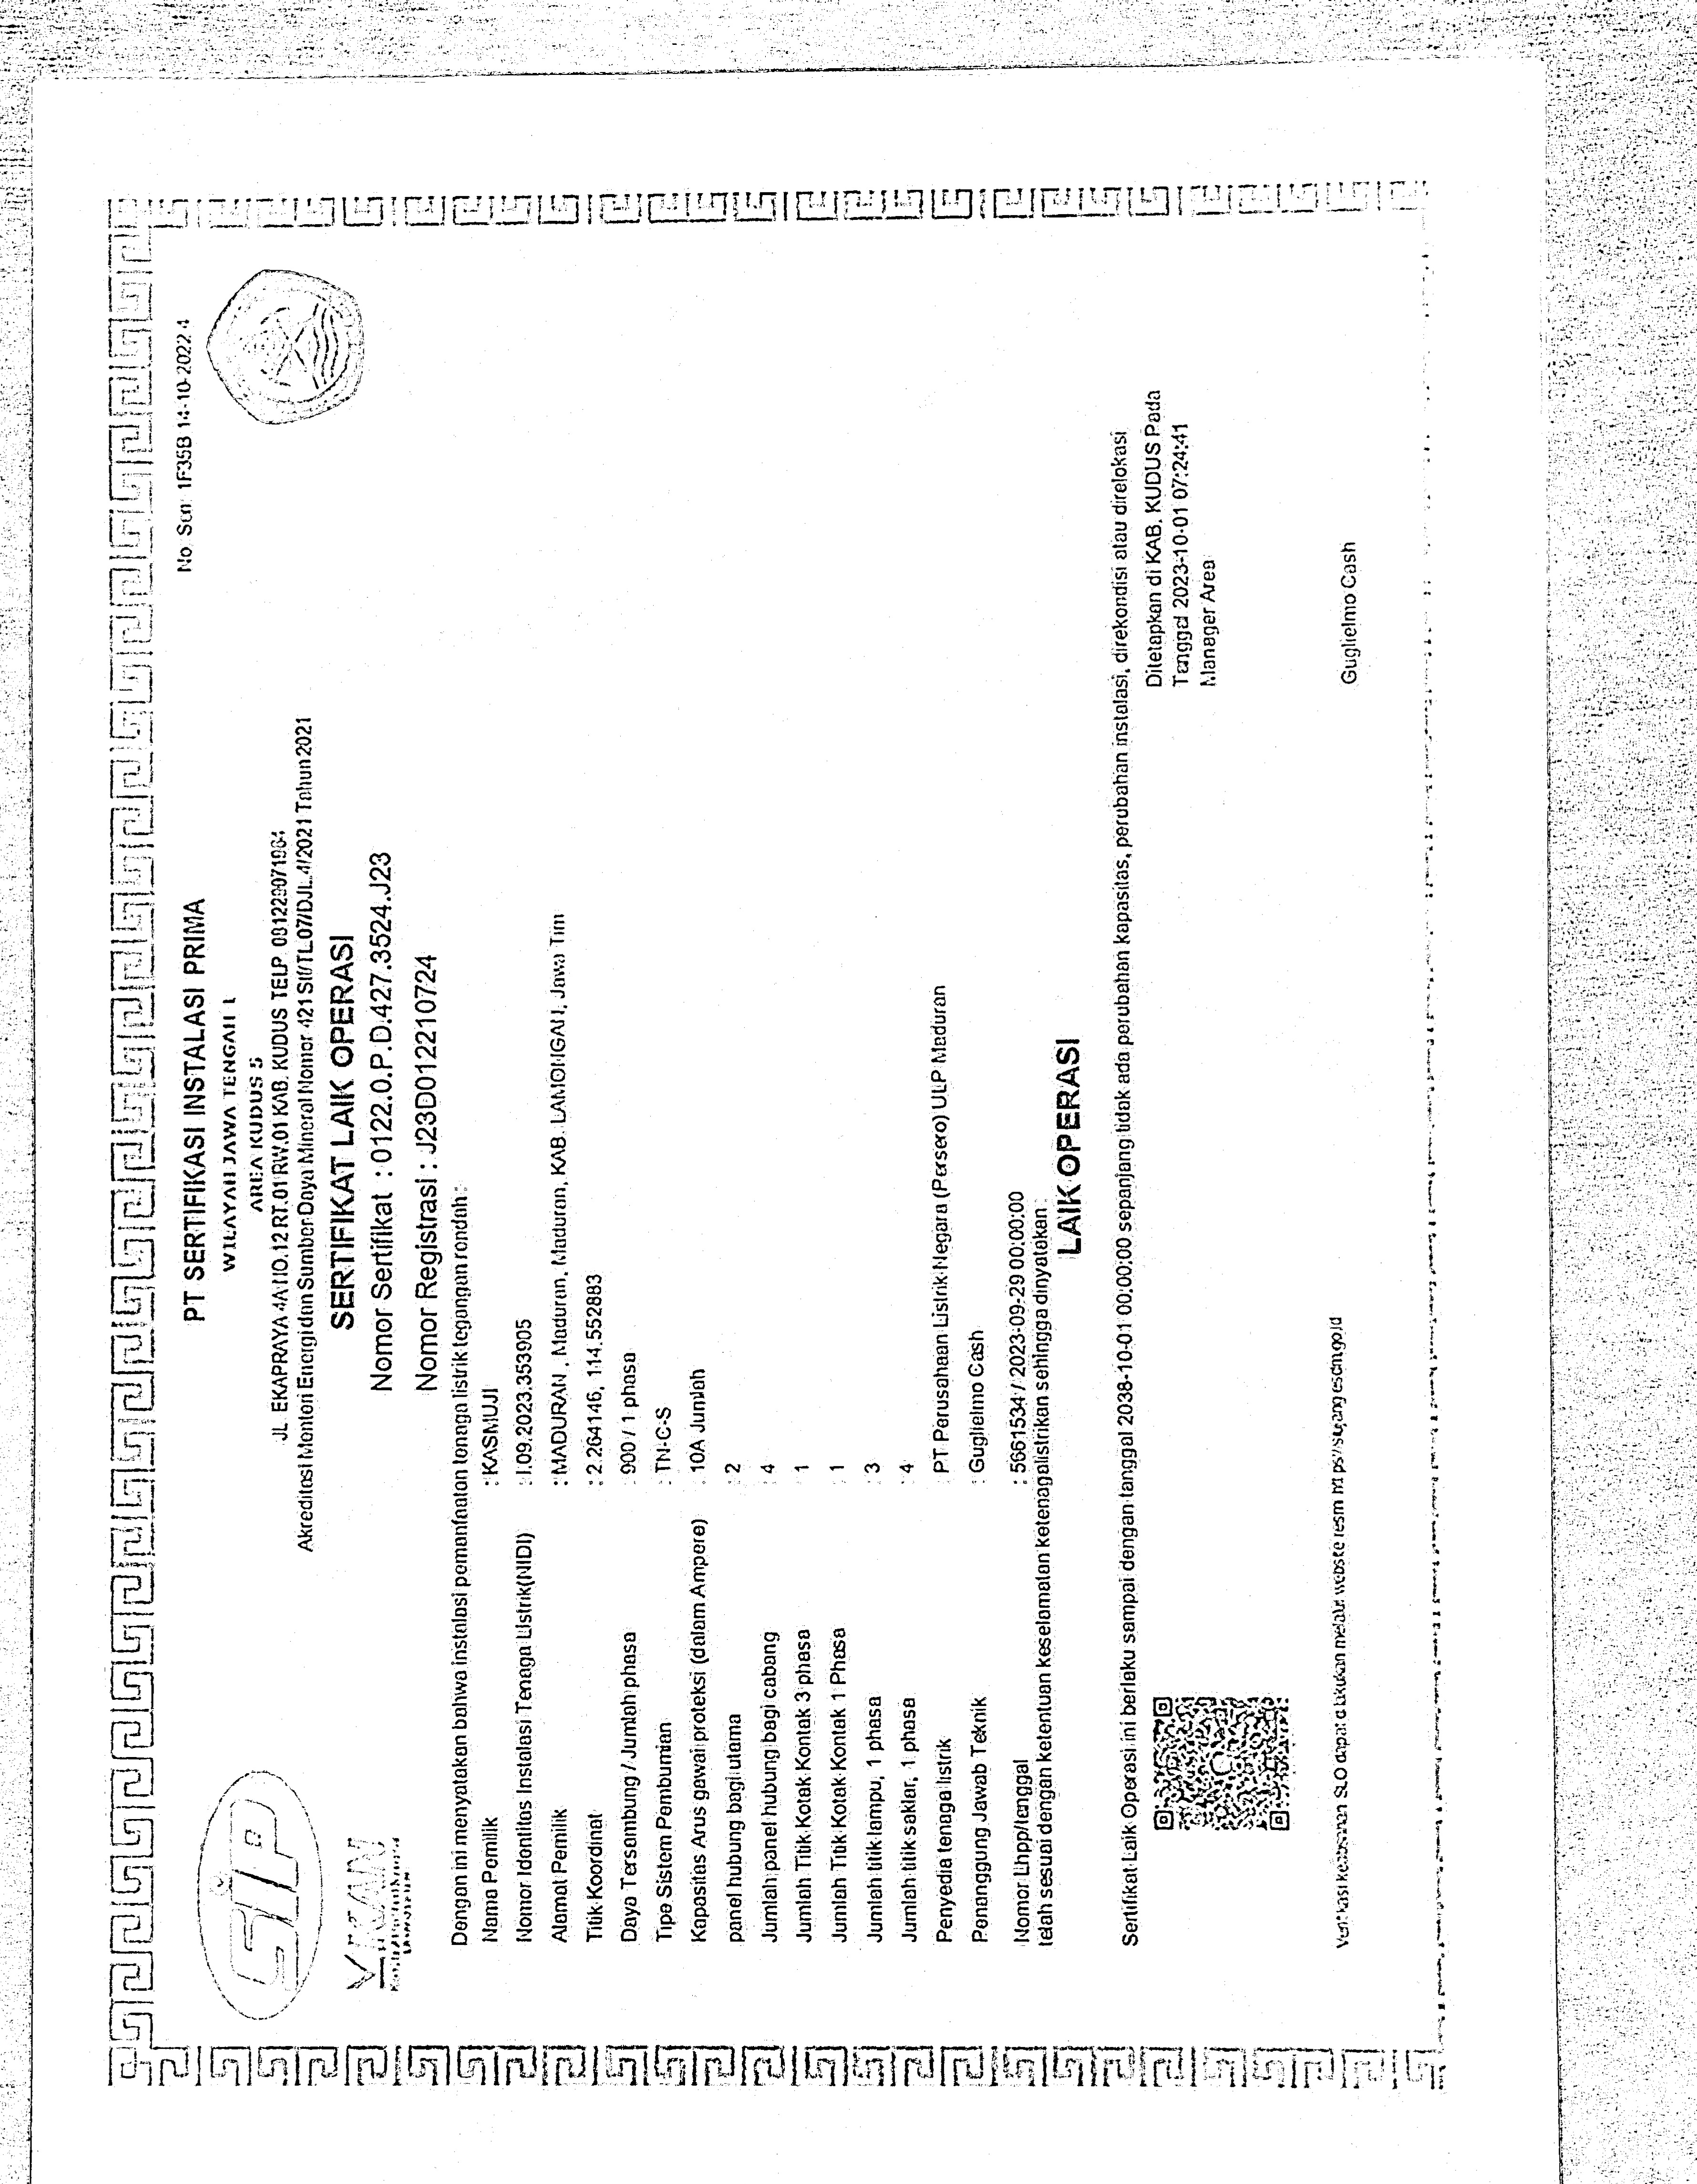 No. Seri: 1F35B 14-10-2022 4
SIP
KAN
PT SERTIFIKASI INSTALASI PRIMA
WILAYAH JAWA TENGAH 1
AREA KUDUS 5
JL. EKAPRAYA 4A NO.12 RT.01 RW.01 KAB. KUDUS TELP
Akreditasi Menteri Energi dan Sumber Daya Mineral Nomor 421 Stf/TL.07/DJL.4/2021 Tahun 2021
SERTIFIKAT LAIK OPERASI
Nomor Sertifikat : 0122.0.P.D.427.3524.J23
Nomor Registrasi : J23D0122210724
Dengan ini menyatakan bahwa instalasi pemanfaatan tenaga listrik tegangan rendah :
Nama Pemilik : KASMUJI
Nomor Identitas Instalasi Tenaga Listrik(NIDI) : I.09.2023.353905
Alamat Pemilik : MADURAN , Maduran, Maduran, KAB. LAMONGAN, Jawa Tim
Titik Koordinat : 2.264146, 114.552883
Daya Tersambung / Jumlah phasa : 900 / 1 phasa
Tipe Sistem Pembumian : TN-C-S
Kapasitas Arus gawai proteksi (dalam Ampere) : 10A Jumlah
panel hubung bagi utama : 2
Jumlah panel hubung bagi cabang : 4
Jumlah Titik Kotak Kontak 3 phasa : 1
Jumlah Titik Kotak Kontak 1 Phasa : 1
Jumlah titik lampu, 1 phasa : 3
Jumlah titik saklar, 1 phasa : 4
Penyedia tenaga listrik : PT Perusahaan Listrik Negara (Persero) ULP Maduran
Penanggung Jawab Teknik : Guglielmo Cash
Nomor Lhpp/tanggal : 5661534 / 2023-09-29 00:00:00
telah sesuai dengan ketentuan keselamatan ketenagalistrikan sehingga dinyatakan :
LAIK OPERASI
Sertifikat Laik Operasi ini berlaku sampai dengan tanggal 2038-10-01 00:00:00 sepanjang tidak ada perubahan kapasitas, perubahan instalasi, direkondisi atau direlokasi
Ditetapkan di KAB. KUDUS Pada
Tanggal 2023-10-01 07:24:41
Manager Area
Guglielmo Cash
Verifikasi keabsahan SLO dapat dilakukan melalui website resmi